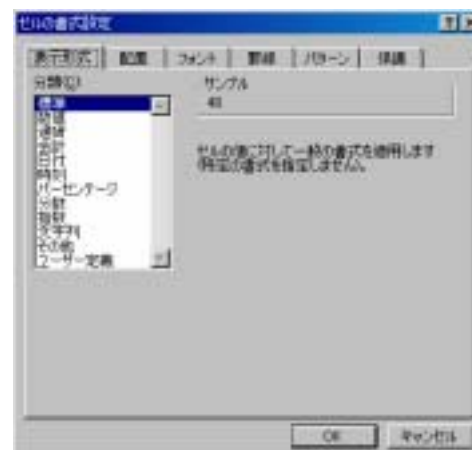 セルの書式設定
表示形式 配置 フォント 罫線 パターン 保護
分類(C)
サンプル
標準
数値
通貨
会計
日付
時刻
パーセンテージ
分数
指数
文字列
その他
ユーザー定義
セルの値に対して一般の書式を適用します
(特定の書式を指定しません)。
OK キャンセル